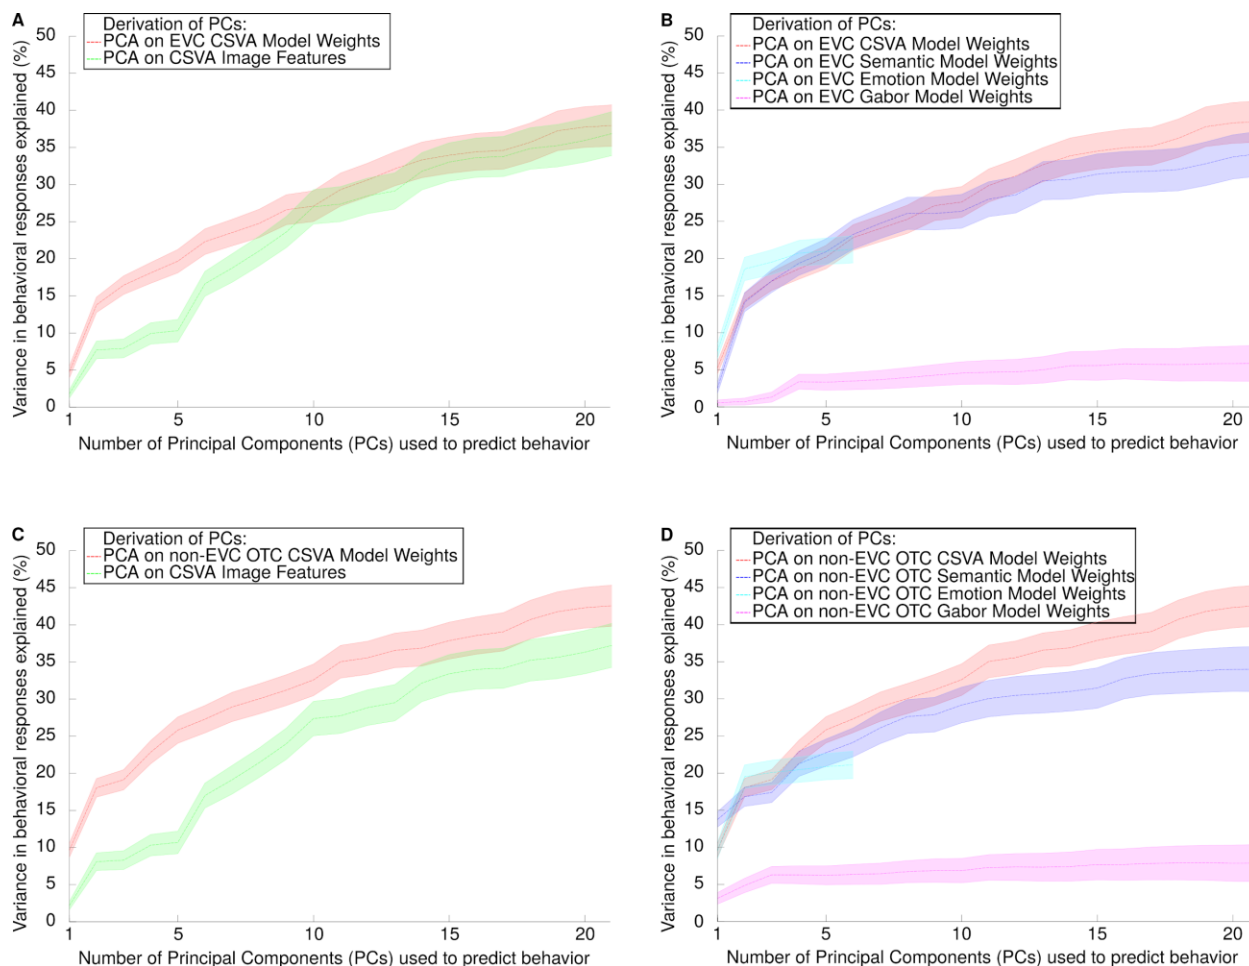 A
Derivation of PCs:
PCA on EVC CSVA Model Weights
PCA on CSVA Image Features
Variance in behavioral responses explained (%)
50
45
40
35
30
25
20
15
10
5
0
1 5 10 15 20
Number of Principal Components (PCs) used to predict behavior
B
Derivation of PCs:
PCA on EVC CSVA Model Weights
PCA on EVC Semantic Model Weights
PCA on EVC Emotion Model Weights
PCA on EVC Gabor Model Weights
Variance in behavioral responses explained (%)
50
45
40
35
30
25
20
15
10
5
0
1 5 10 15 20
Number of Principal Components (PCs) used to predict behavior
C
Derivation of PCs:
PCA on non-EVC OTC CSVA Model Weights
PCA on CSVA Image Features
Variance in behavioral responses explained (%)
50
45
40
35
30
25
20
15
10
5
0
1 5 10 15 20
Number of Principal Components (PCs) used to predict behavior
D
Derivation of PCs:
PCA on non-EVC OTC CSVA Model Weights
PCA on non-EVC OTC Semantic Model Weights
PCA on non-EVC OTC Emotion Model Weights
PCA on non-EVC OTC Gabor Model Weights
Variance in behavioral responses explained (%)
50
45
40
35
30
25
20
15
10
5
0
1 5 10 15 20
Number of Principal Components (PCs) used to predict behavior